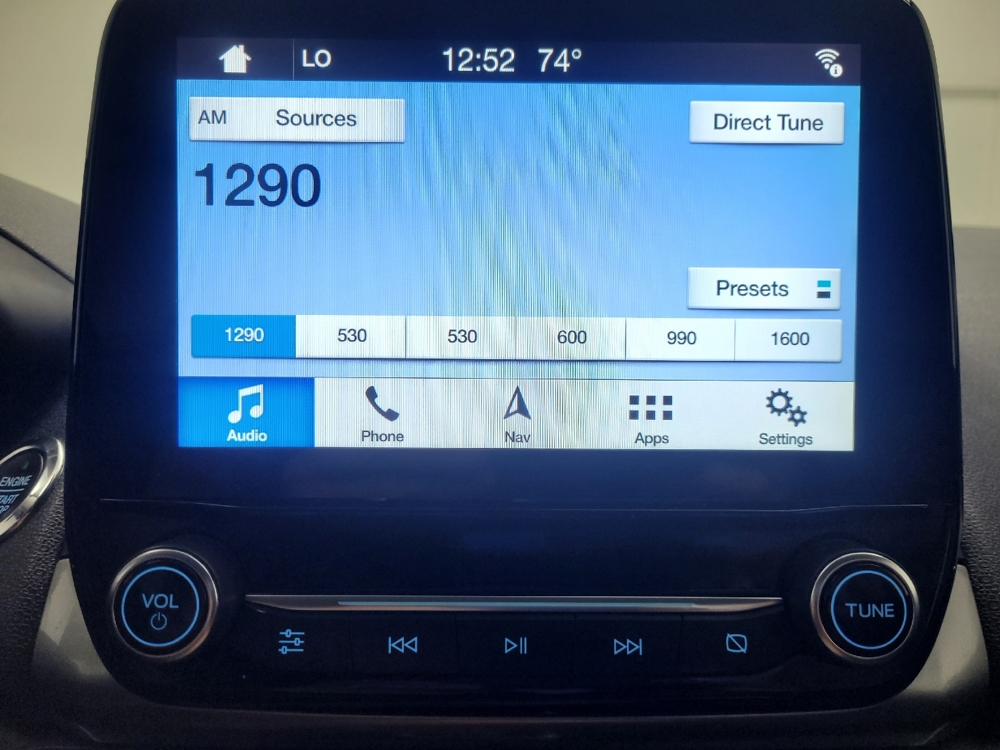 LO 12:52 74°
AM Sources Direct Tune
1290
Presets
1290 530 530 600 990 1600
Audio Phone Nav Apps Settings
ENGINE
VOL TUNE